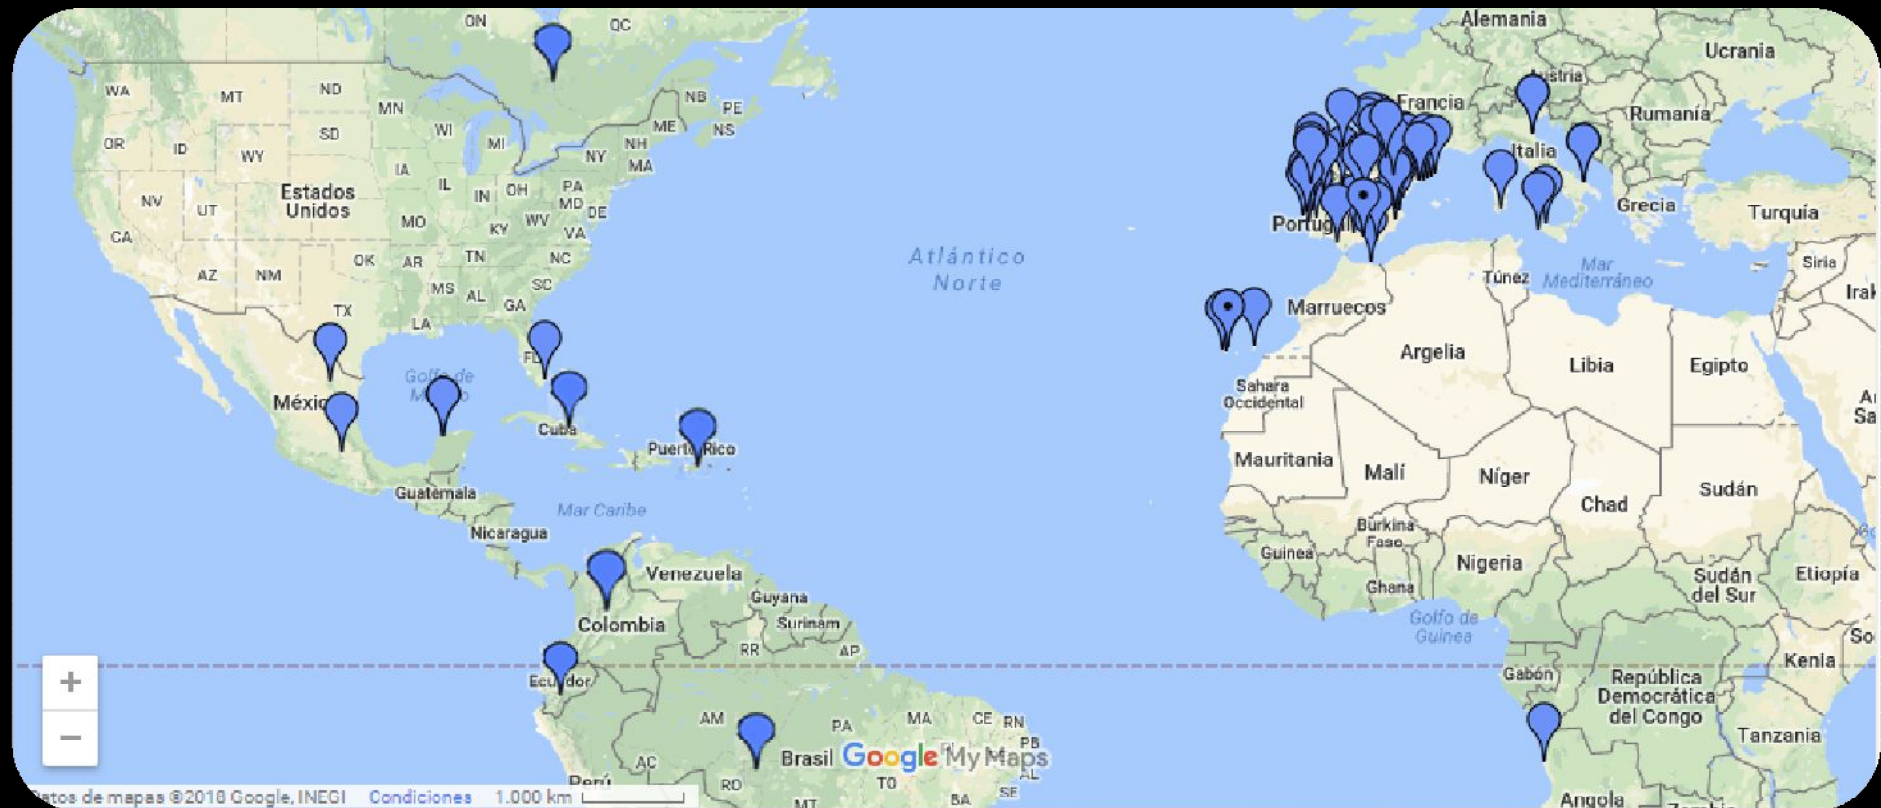 ON
QC
Alemania
Ucrania
WA
MT
ND
MN
NB
PE
Francia
Rumanía
OR
ID
SD
WI
MI
ME
NS
WY
NY
NH
MA
Italia
NV
UT
Estados
Unidos
IA
IL
IN
OH
PA
MD
DE
Grecia
Turquía
CA
MO
KY
WV
VA
AZ
NM
OK
AR
TN
NC
Atlántico
Norte
Túnez
Mar
Mediterráneo
Siria
MS
AL
SC
GA
TX
LA
Marruecos
Argelia
Libia
Egipto
Sahara
Occidental
Cuba
Mauritania
Malí
Níger
Chad
Sudán
Guatemala
Mar Caribe
Nicaragua
Burkina
Faso
Guinea
Ghana
Nigeria
Sudán
del Sur
Etiopía
Venezuela
Guyana
Surinam
Colombia
Golfo de
Guinea
RR
AP
Gabón
República
Democrática
del Congo
Kenia
Tanzania
AM
PA
MA
CE
RN
PB
AL
SE
Brasil
Google My Maps
AC
RO
TO
BA
MT
Perú
Angola
+
−
atos de mapas ©2018 Google, INEGI Condiciones 1.000 km